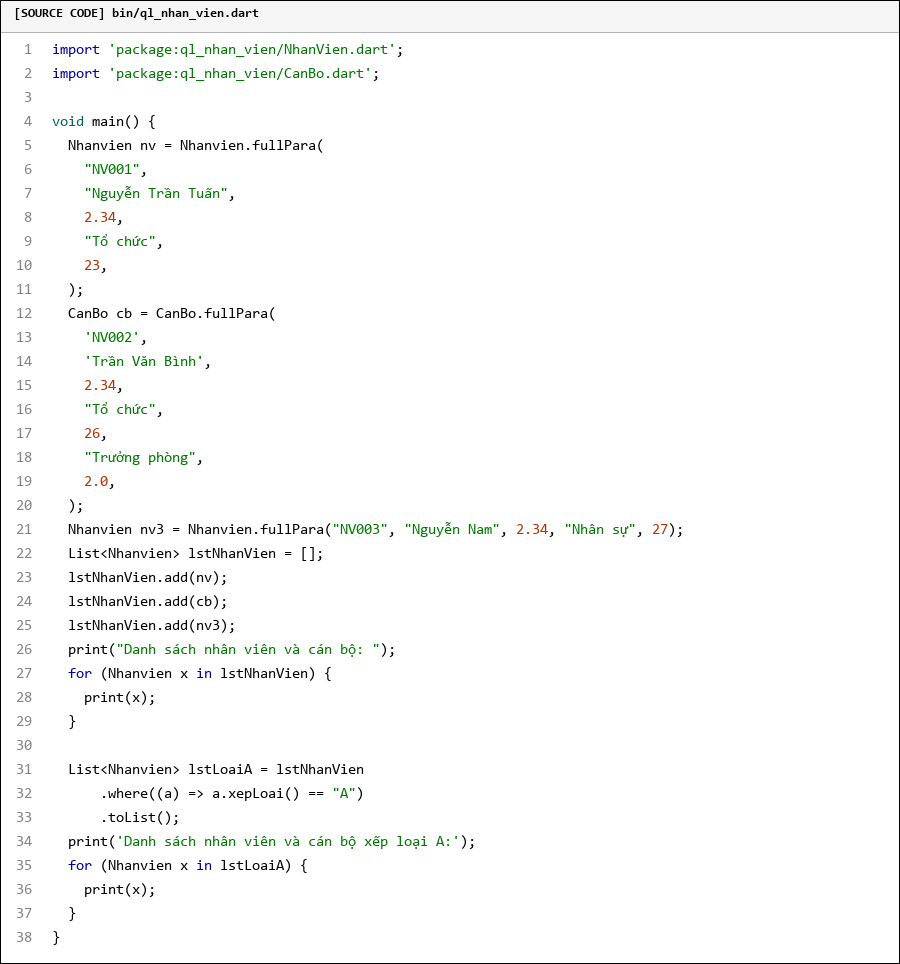 [SOURCE CODE] bin/ql_nhan_vien.dart
1 import 'package:ql_nhan_vien/NhanVien.dart';
2 import 'package:ql_nhan_vien/CanBo.dart';
3
4 void main() {
5 Nhanvien nv = Nhanvien.fullPara(
6 "NV001",
7 "Nguyễn Trần Tuấn",
8 2.34,
9 "Tổ chức",
10 23,
11 );
12 CanBo cb = CanBo.fullPara(
13 'NV002',
14 'Trần Văn Bình',
15 2.34,
16 "Tổ chức",
17 26,
18 "Trưởng phòng",
19 2.0,
20 );
21 Nhanvien nv3 = Nhanvien.fullPara("NV003", "Nguyễn Nam", 2.34, "Nhân sự", 27);
22 List<Nhanvien> lstNhanVien = [];
23 lstNhanVien.add(nv);
24 lstNhanVien.add(cb);
25 lstNhanVien.add(nv3);
26 print("Danh sách nhân viên và cán bộ: ");
27 for (Nhanvien x in lstNhanVien) {
28 print(x);
29 }
30
31 List<Nhanvien> lstLoaiA = lstNhanVien
32 .where((a) => a.xepLoai() == "A")
33 .toList();
34 print('Danh sách nhân viên và cán bộ xếp loại A:');
35 for (Nhanvien x in lstLoaiA) {
36 print(x);
37 }
38 }